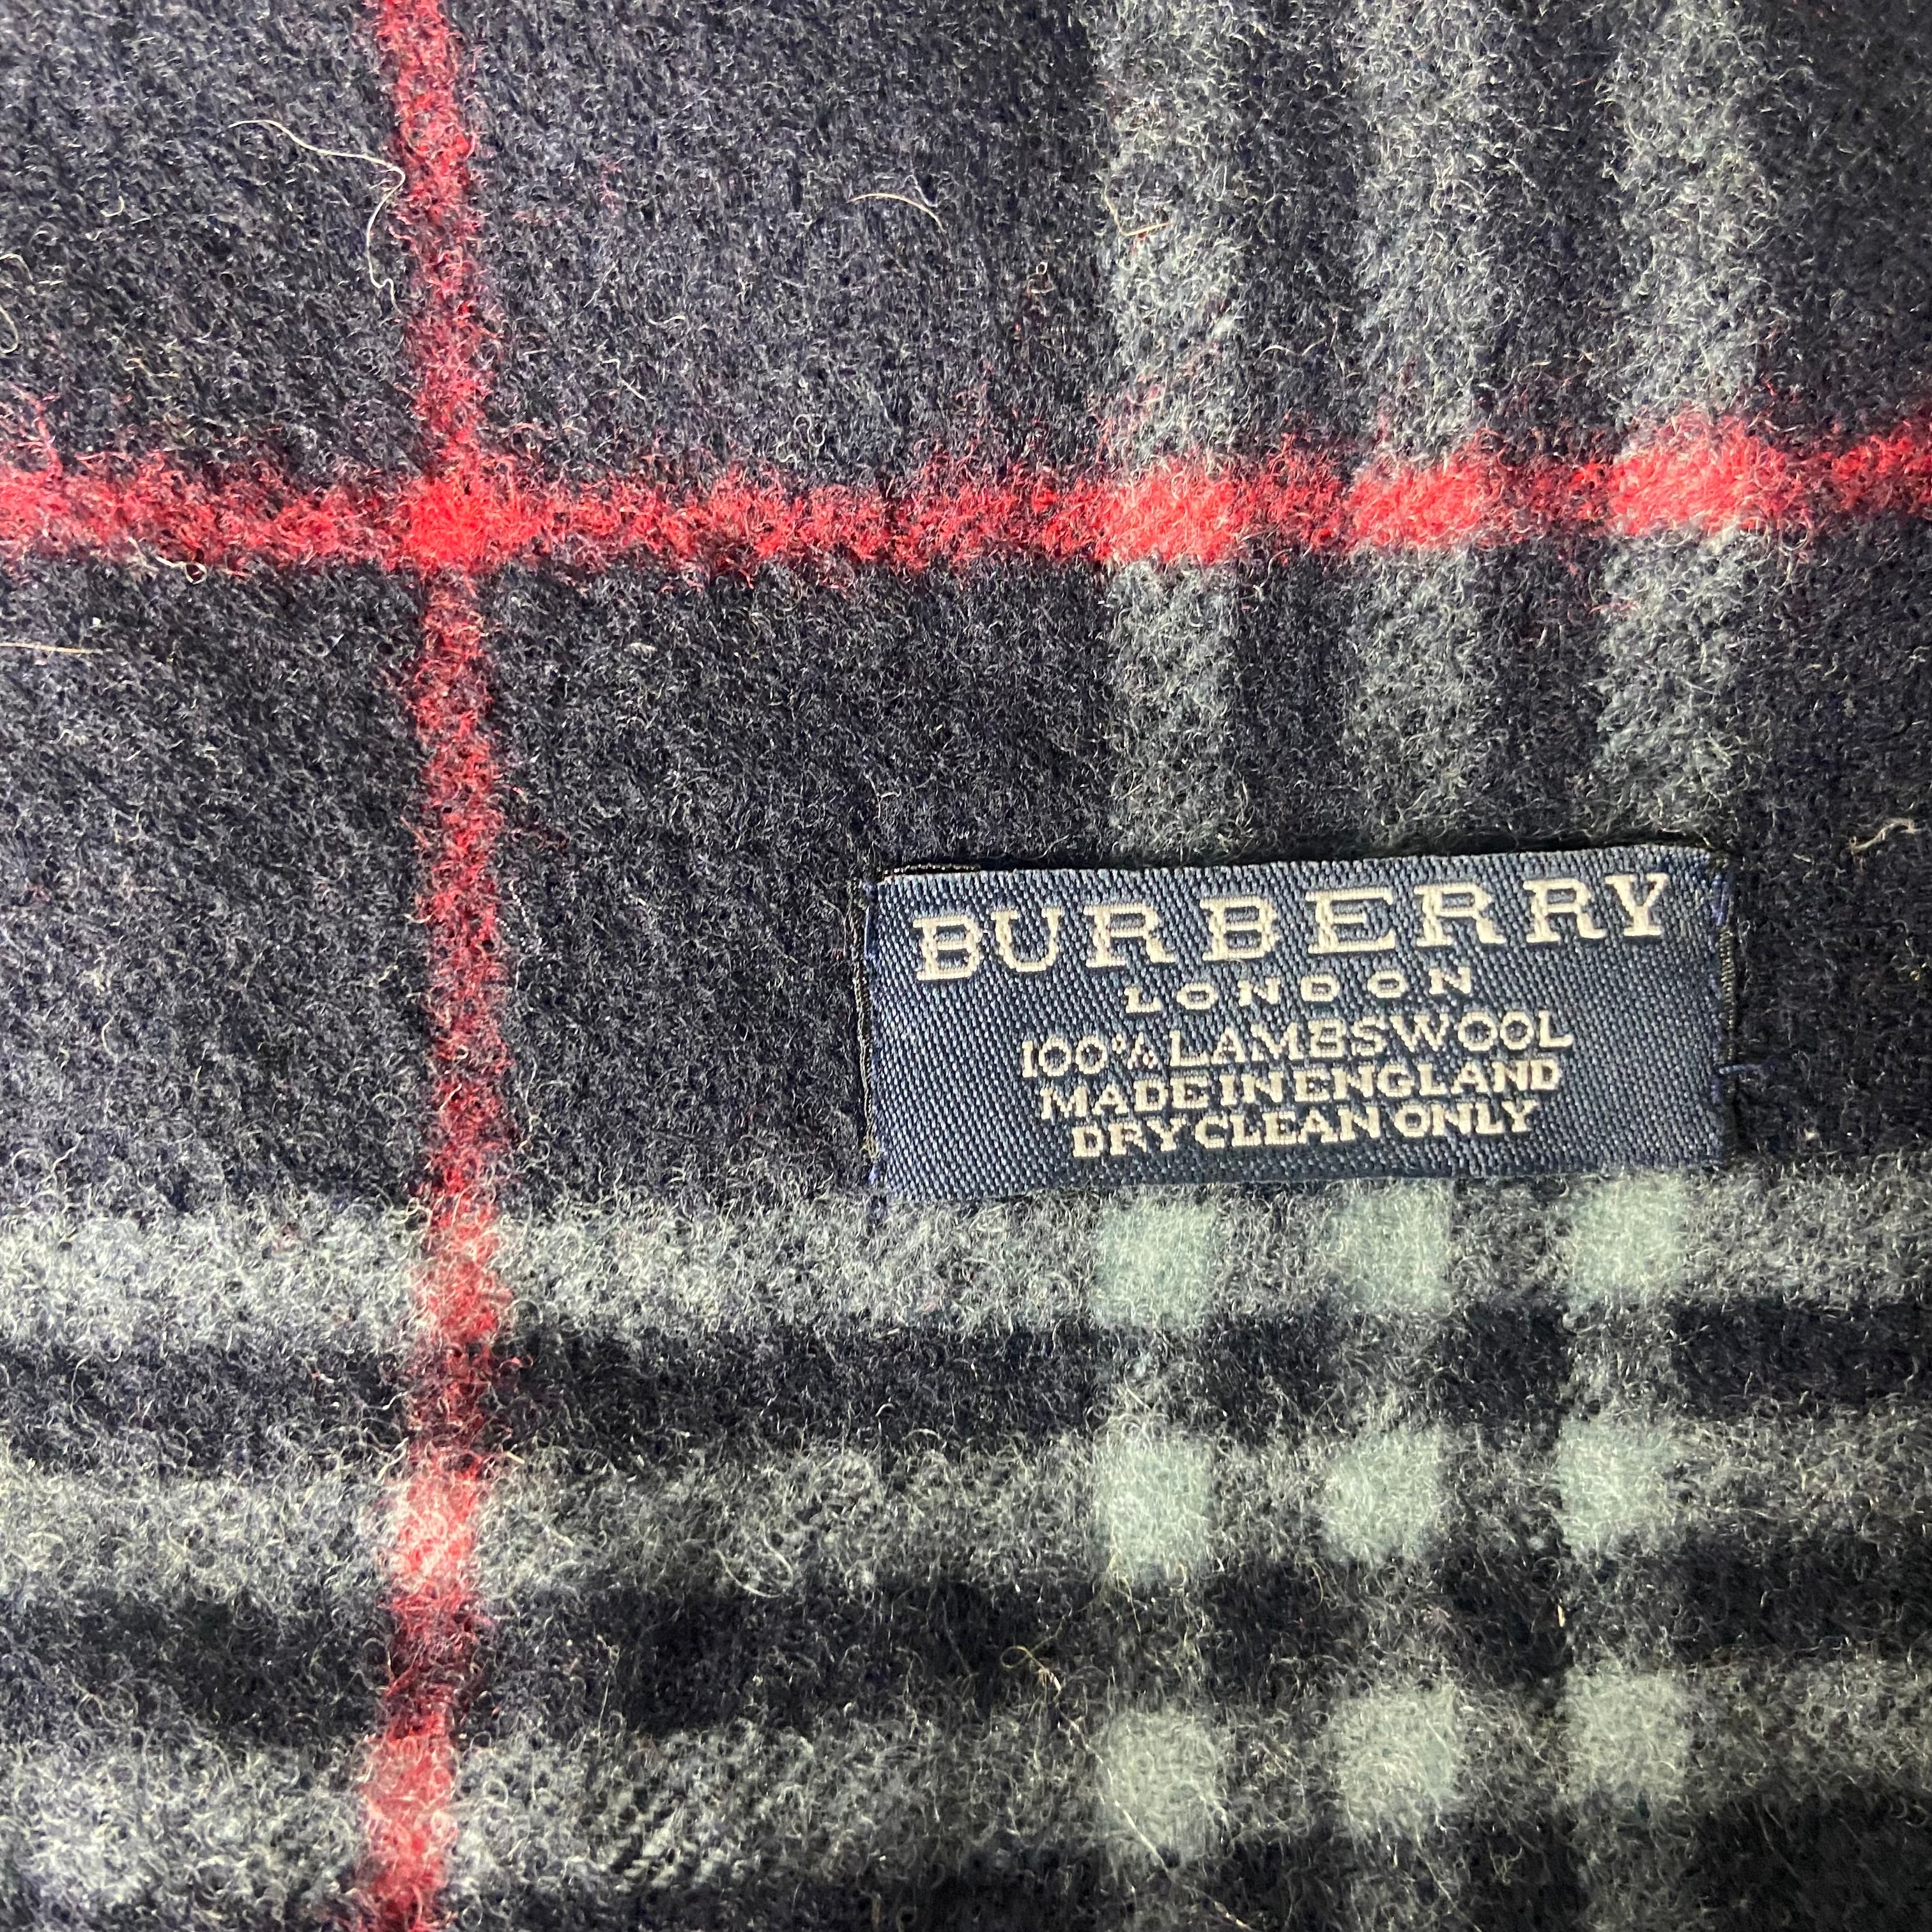 BURBERRY
LONDON
100% LAMBSWOOL
MADE IN ENGLAND
DRY CLEAN ONLY